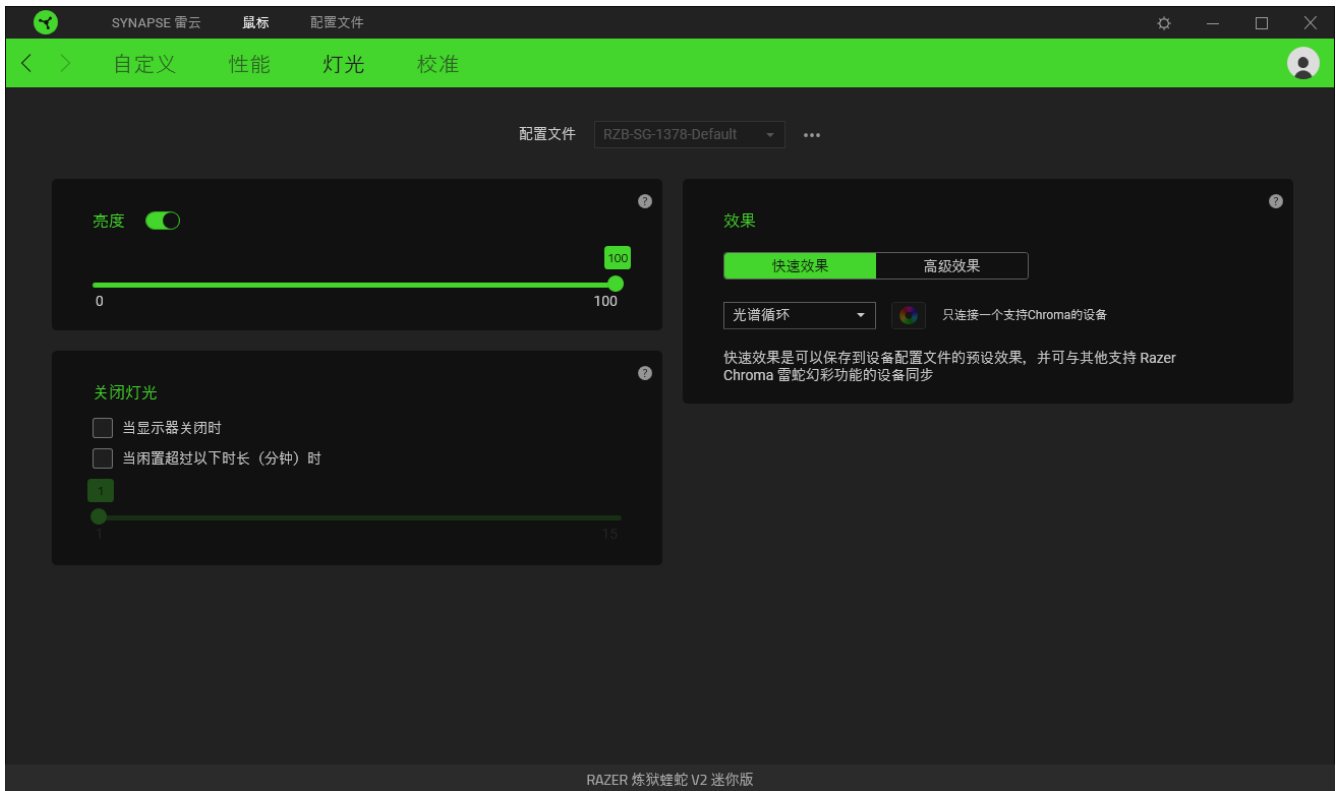 SYNAPSE 雷云 鼠标 配置文件
自定义 性能 灯光 校准
配置文件 RZB-SG-1378-Default
亮度
100
0 100
关闭灯光
当显示器关闭时
当闲置超过以下时长（分钟）时
1
1 15
效果
快速效果 高级效果
光谱循环 只连接一个支持Chroma的设备
快速效果是可以保存到设备配置文件的预设效果，并可与其他支持 Razer
Chroma 雷蛇幻彩功能的设备同步
RAZER 炼狱蝰蛇 V2 迷你版